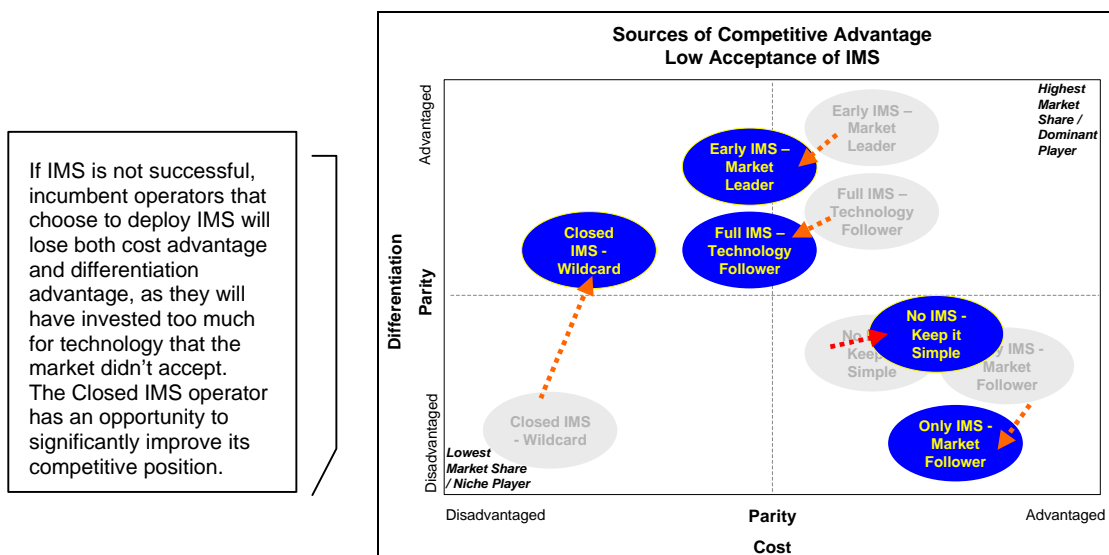 If IMS is not successful,
incumbent operators that
choose to deploy IMS will
lose both cost advantage
and differentiation
advantage, as they will
have invested too much
for technology that the
market didn't accept.
The Closed IMS operator
has an opportunity to
significantly improve its
competitive position.
Sources of Competitive Advantage
Low Acceptance of IMS
Differentiation
Advantaged
Parity
Disadvantaged
Highest
Market
Share /
Dominant
Player
Early IMS –
Market
Leader
Early IMS –
Market
Leader
Full IMS –
Technology
Follower
Full IMS –
Technology
Follower
Closed
IMS -
Wildcard
No IMS -
Keep it
Simple
Keep
Simple
IMS -
Market
Follower
Closed IMS
- Wildcard
Only IMS -
Market
Follower
Lowest
Market Share
/ Niche Player
Disadvantaged
Parity
Advantaged
Cost